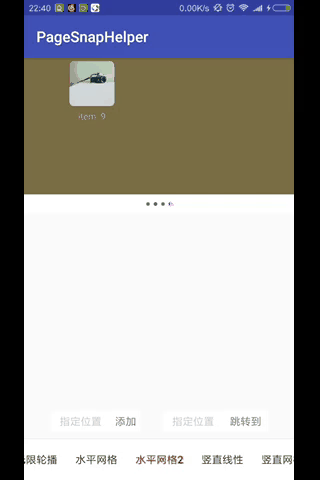 22:40 0.00K/s
PageSnapHelper
item 9
指定位置 添加 指定位置 跳转到
限轮播 水平网格 水平网格2 竖直线性 竖直网